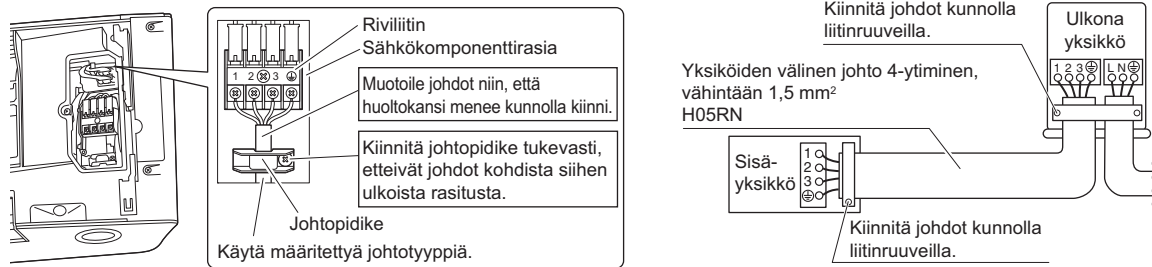 Riviliitin
Sähkökomponenttirasia
1 2 3
Muotoile johdot niin, että
huoltokansi menee kunnolla kiinni.
Kiinnitä johtopidike tukevasti,
etteivät johdot kohdista siihen
ulkoista rasitusta.
Johtopidike
Käytä määritettyä johtotyyppiä.
Kiinnitä johdot kunnolla
liitinruuveilla.
Ulkona
yksikkö
1 2 3 L N
Yksiköiden välinen johto 4-ytiminen,
vähintään 1,5 mm²
H05RN
Sisä-
yksikkö
1
2
3
Kiinnitä johdot kunnolla
liitinruuveilla.